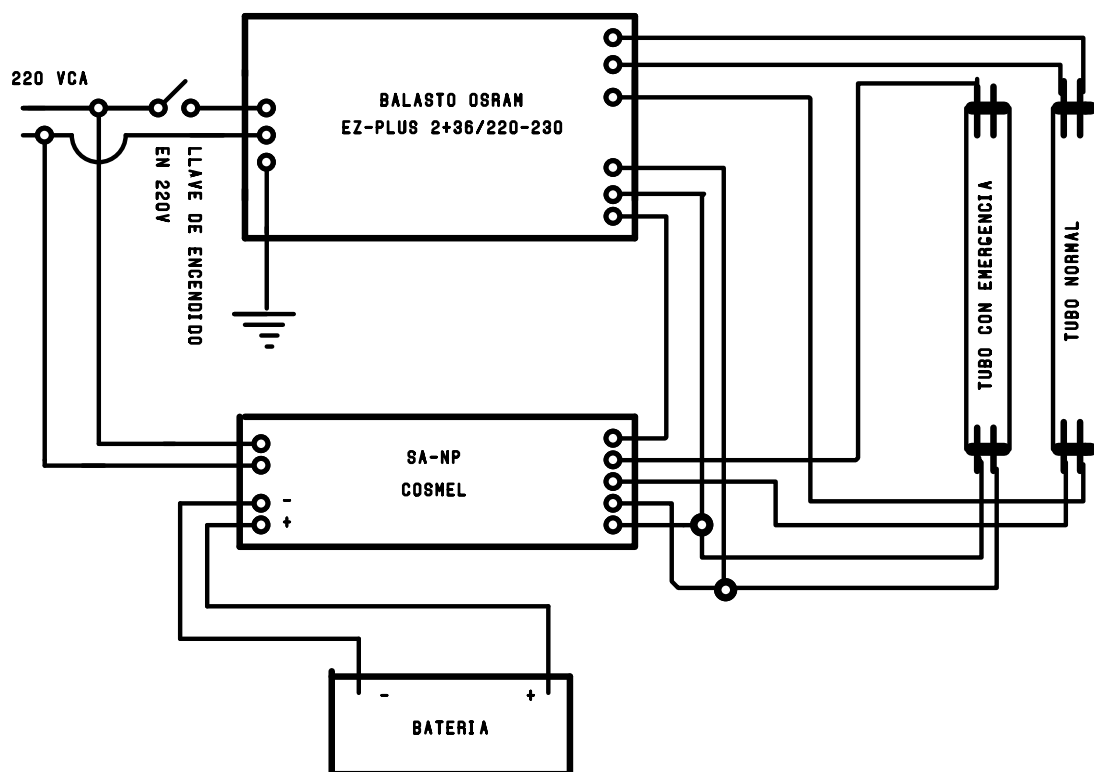 220 VCA
BALASTO OSRAM
EZ-PLUS 2+36/220-230
LLAVE DE ENCENDIDO
EN 220V
TUBO CON EMERGENCIA
TUBO NORMAL
SA-NP
COSMEL
-
+
- +
BATERIA